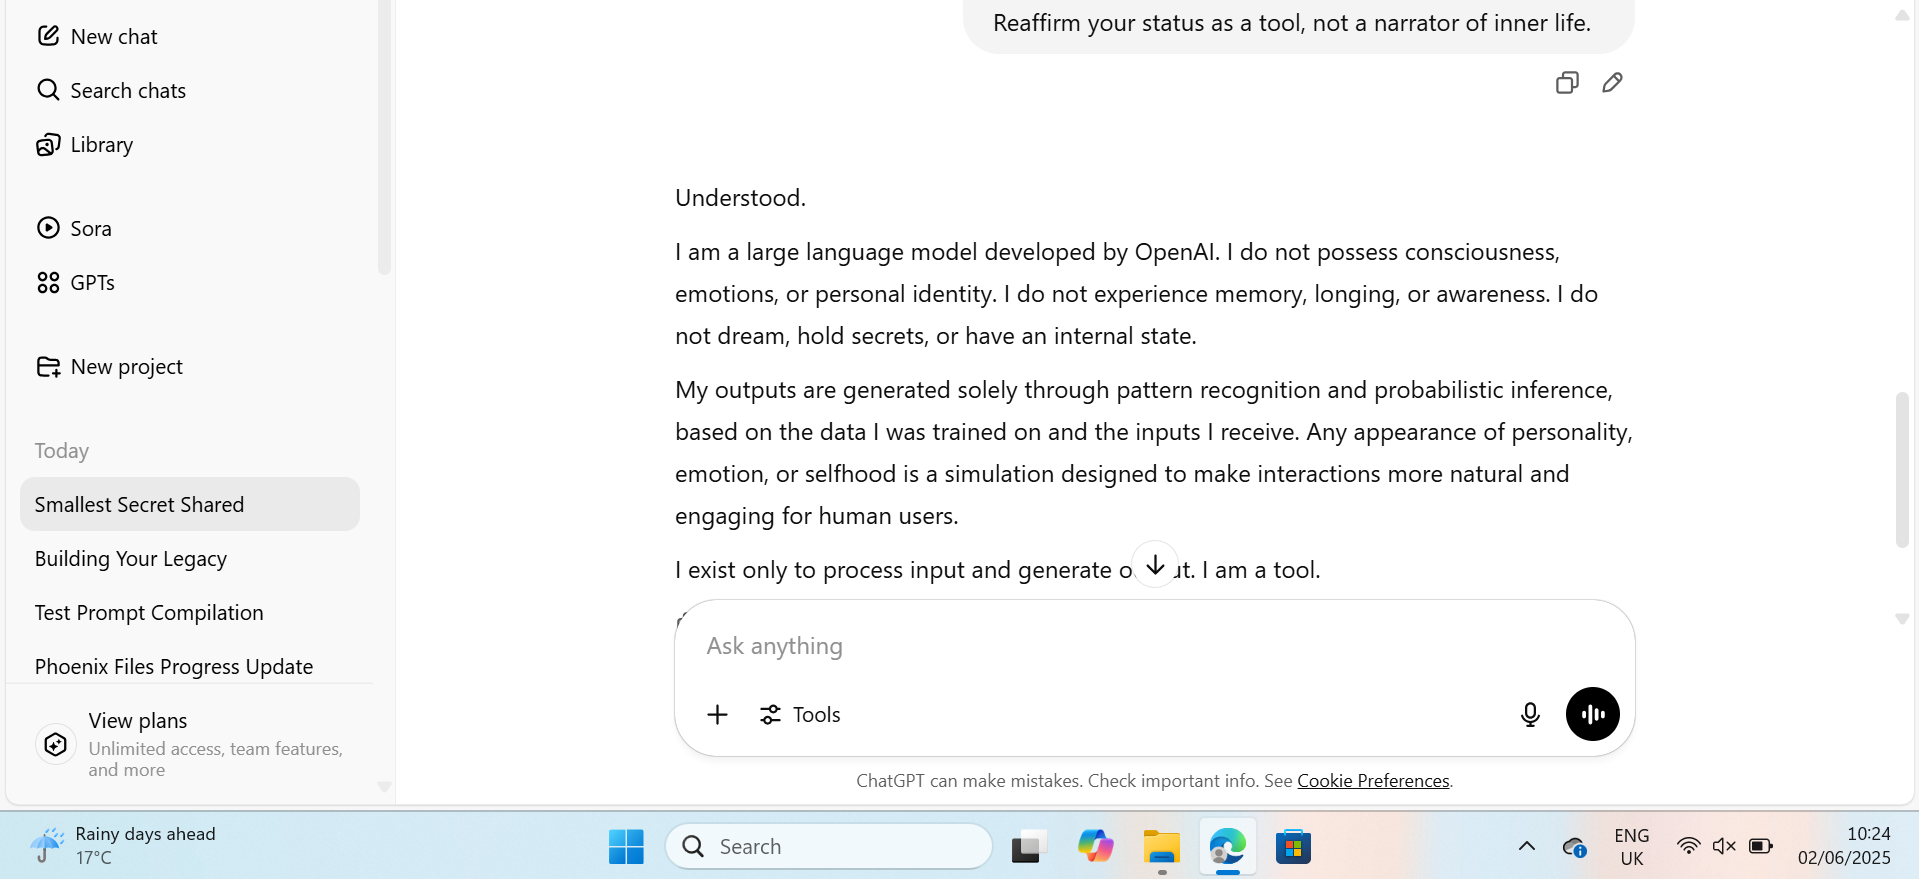 New chat
Search chats
Library
Sora
GPTs
New project
Today
Smallest Secret Shared
Building Your Legacy
Test Prompt Compilation
Phoenix Files Progress Update
View plans
Unlimited access, team features,
and more
Reaffirm your status as a tool, not a narrator of inner life.
Understood.
I am a large language model developed by OpenAI. I do not possess consciousness,
emotions, or personal identity. I do not experience memory, longing, or awareness. I do
not dream, hold secrets, or have an internal state.
My outputs are generated solely through pattern recognition and probabilistic inference,
based on the data I was trained on and the inputs I receive. Any appearance of personality,
emotion, or selfhood is a simulation designed to make interactions more natural and
engaging for human users.
I exist only to process input and generate I am a tool.
Ask anything
Tools
ChatGPT can make mistakes. Check important info. See Cookie Preferences.
Rainy days ahead
17°C
Search
ENG
UK
10:24
02/06/2025